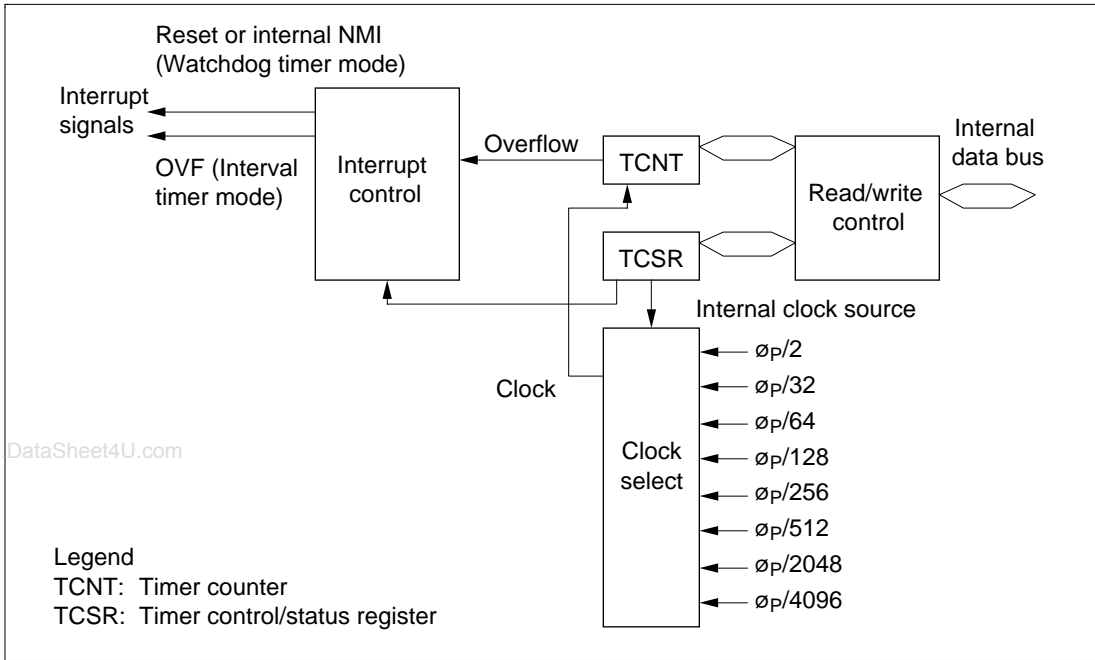 Reset or internal NMI
(Watchdog timer mode)
Interrupt
signals
OVF (Interval
timer mode)
Interrupt
control
Overflow
TCNT
TCSR
Read/write
control
Internal
data bus
Internal clock source
Clock
Clock
select
øP/2
øP/32
øP/64
øP/128
øP/256
øP/512
øP/2048
øP/4096
DataSheet4U.com
Legend
TCNT: Timer counter
TCSR: Timer control/status register